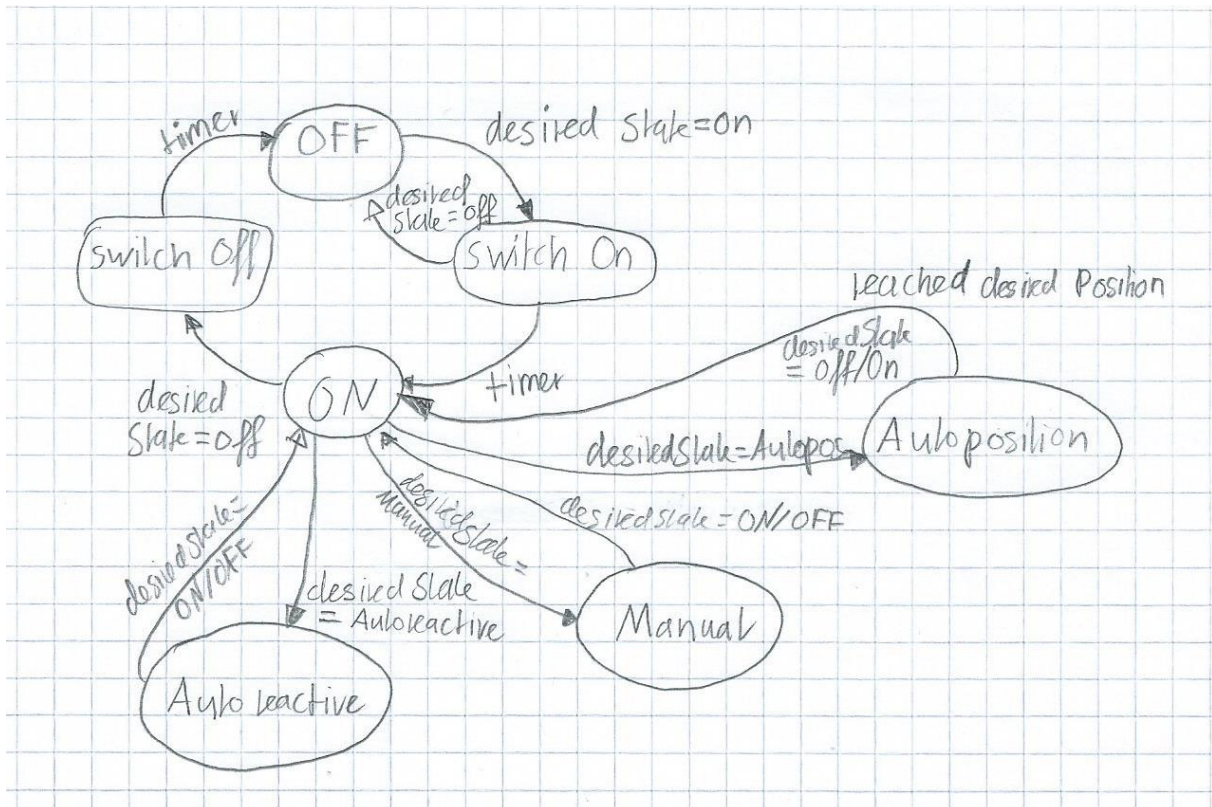 timer
OFF
desired State=on
desired
State=off
switch Off
switch On
reached desired Position
desiredState
= Off/On
timer
ON
desired
State=off
Autoposition
desiredState=Autopos
desiredState=
Manual
desiredState=ON/OFF
desiredState=
ON/OFF
desired State
= Autoreactive
Manual
Autoreactive